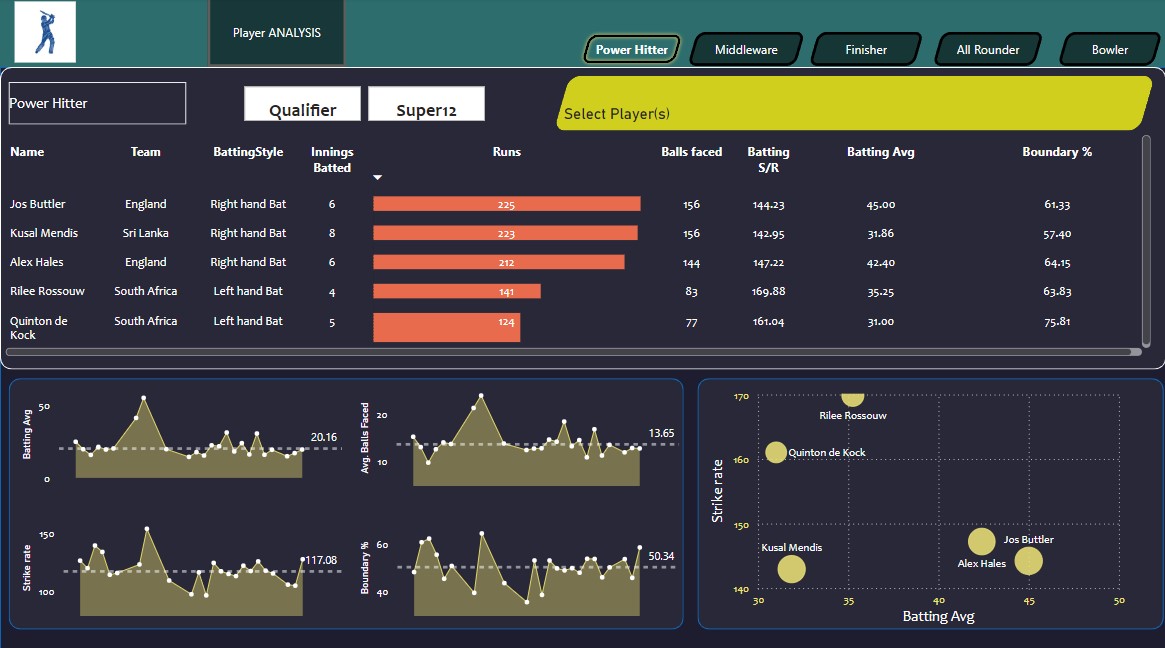 Player ANALYSIS
Power Hitter Middleware Finisher All Rounder Bowler
Power Hitter
Qualifier Super12
Select Player(s)
Name Team BattingStyle Innings Batted Runs Balls faced Batting S/R Batting Avg Boundary %
Jos Buttler England Right hand Bat 6 225 156 144.23 45.00 61.33
Kusal Mendis Sri Lanka Right hand Bat 8 223 156 142.95 31.86 57.40
Alex Hales England Right hand Bat 6 212 144 147.22 42.40 64.15
Rilee Rossouw South Africa Left hand Bat 4 141 83 169.88 35.25 63.83
Quinton de Kock South Africa Left hand Bat 5 124 77 161.04 31.00 75.81
Batting Avg
50
0
20.16
Avg. Balls Faced
20
10
13.65
Strike rate
150
100
117.08
Boundary %
60
40
50.34
Strike rate
170
160
150
140
Rilee Rossouw
Quinton de Kock
Kusal Mendis
Jos Buttler
Alex Hales
30 35 40 45 50
Batting Avg